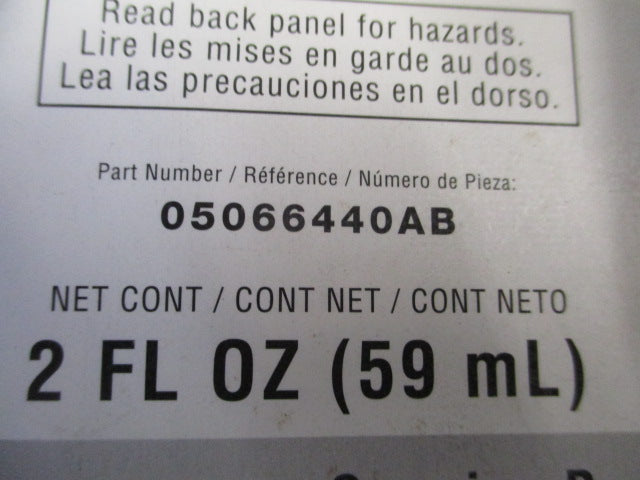 Read back panel for hazards.
Lire les mises en garde au dos.
Lea las precauciones en el dorso.
Part Number / Référence / Número de Pieza:
05066440AB
NET CONT / CONT NET / CONT NETO
2 FL OZ (59 mL)